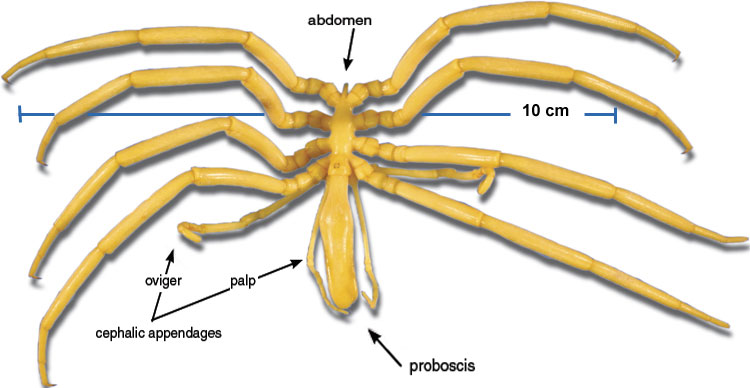 abdomen
10 cm
oviger
palp
cephalic appendages
proboscis